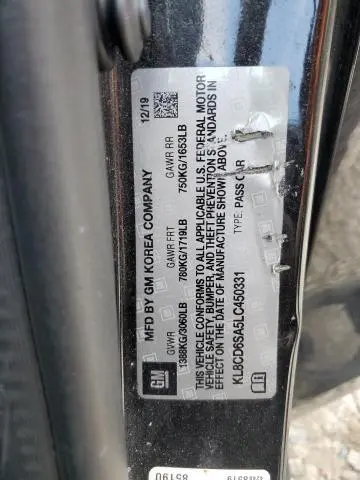 MFD BY GM KOREA COMPANY 12/19
GVWR GAWR FRT GAWR RR
1388KG/3060LB 780KG/1719LB 750KG/1653LB
THIS VEHICLE CONFORMS TO ALL APPLICABLE U.S. FEDERAL MOTOR
VEHICLE SAFETY, BUMPER, AND THEFT PREVENTION STANDARDS IN
EFFECT ON THE DATE OF MANUFACTURE SHOWN ABOVE.
KL8CD6SA5LC450331 TYPE: PASS CAR
GM
85190